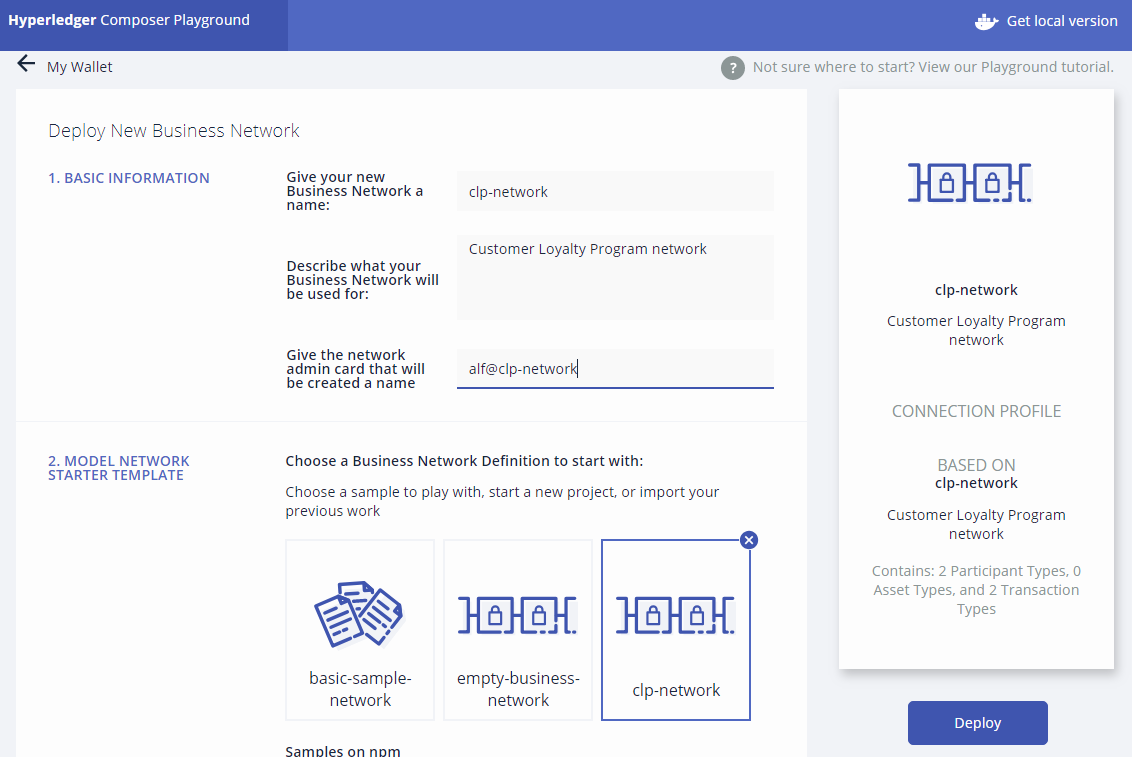 Hyperledger Composer Playground
Get local version
My Wallet
? Not sure where to start? View our Playground tutorial.
Deploy New Business Network
1. BASIC INFORMATION
Give your new
Business Network a
name:
clp-network
Describe what your
Business Network will
be used for:
Customer Loyalty Program network
Give the network
admin card that will
be created a name
alf@clp-network
2. MODEL NETWORK
STARTER TEMPLATE
Choose a Business Network Definition to start with:
Choose a sample to play with, start a new project, or import your
previous work
basic-sample-
network
empty-business-
network
clp-network
Samples on npm
clp-network
Customer Loyalty Program
network
CONNECTION PROFILE
BASED ON
clp-network
Customer Loyalty Program
network
Contains: 2 Participant Types, 0
Asset Types, and 2 Transaction
Types
Deploy